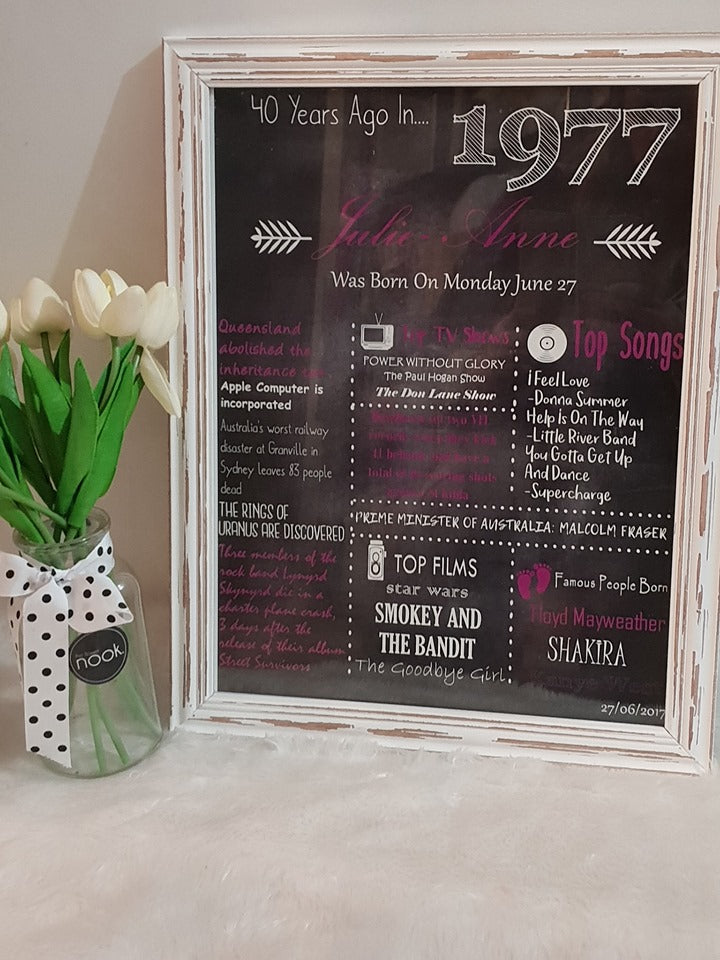 40 Years Ago In....
1977
Julie-Anne
Was Born On Monday June 27
Queensland
abolished the
inheritance tax
Apple Computer is
incorporated
Australia's worst railway
disaster at Granville in
Sydney leaves 83 people
dead
THE RINGS OF
URANUS ARE DISCOVERED
Three members of the
rock band Lynyrd
Skynyrd die in a
charter plane crash,
3 days after the
release of their album
Street Survivors
Top TV Shows
POWER WITHOUT GLORY
The Paul Hogan Show
The Don Lane Show
Top Songs
I Feel Love
-Donna Summer
Help Is On The Way
-Little River Band
You Gotta Get Up
And Dance
-Supercharge
PRIME MINISTER OF AUSTRALIA: MALCOLM FRASER
8
TOP FILMS
star wars
SMOKEY AND
THE BANDIT
The Goodbye Girl
Famous People Born
Floyd Mayweather
SHAKIRA
Kanye West
27/06/2017
nook